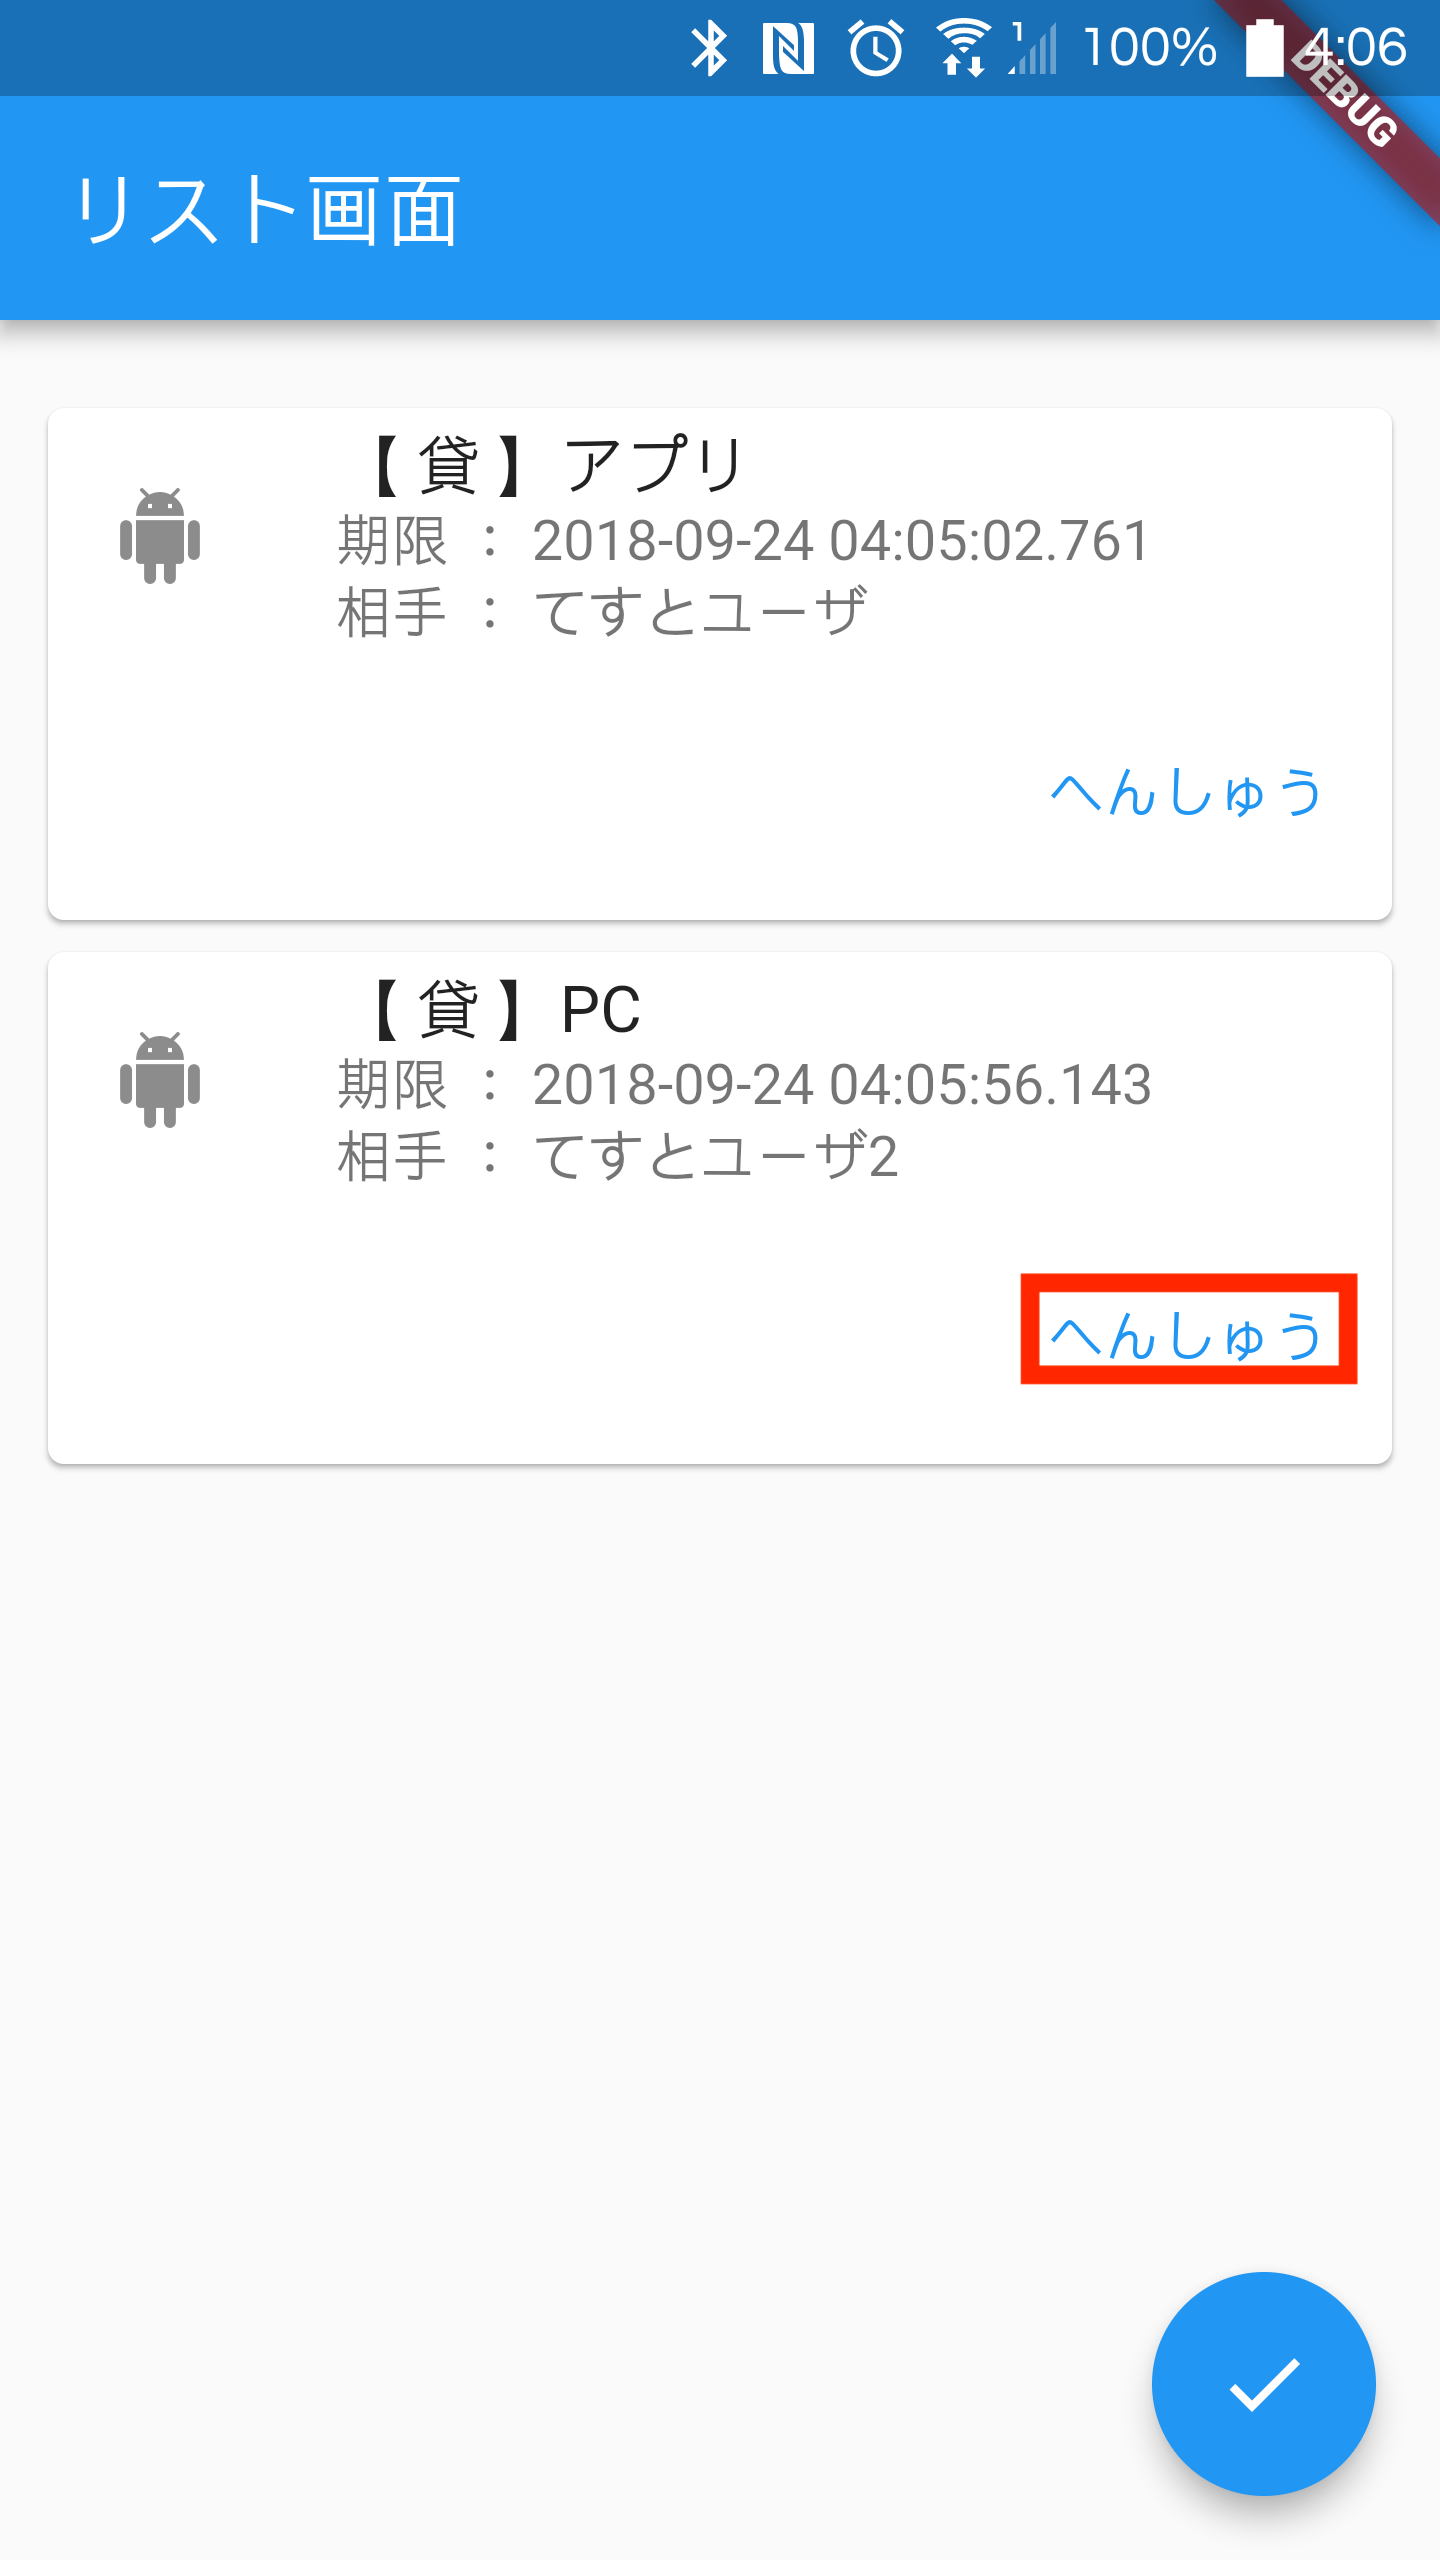 1 100% 4:06
DEBUG
リスト画面
【 貸 】 アプリ
期限 ： 2018-09-24 04:05:02.761
相手 ： てすとユーザ
へんしゅう
【 貸 】 PC
期限 ： 2018-09-24 04:05:56.143
相手 ： てすとユーザ2
へんしゅう